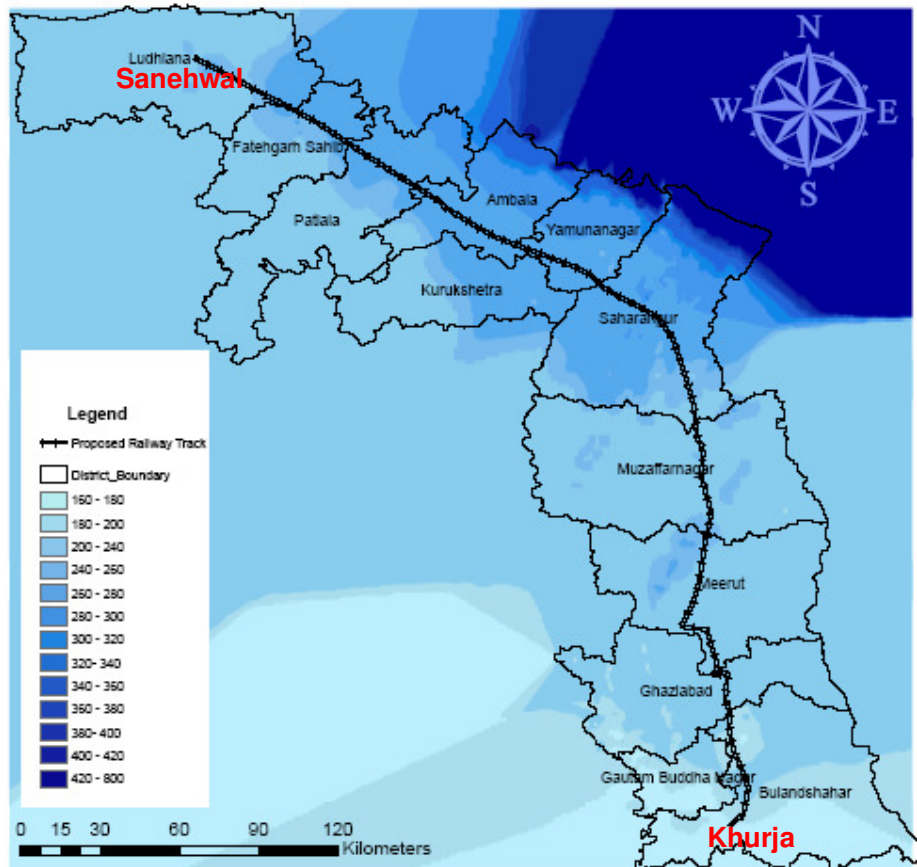 N
W E
S
Ludhiana
Sanehwal
Fatehgarh Sahib
Ambala
Patiala
Yamunanagar
Kurukshetra
Saharanpur
Legend
Proposed Railway Track
District_Boundary
160 - 180
180 - 200
200 - 240
240 - 260
260 - 280
280 - 300
300 - 320
320- 340
340 - 360
360 - 380
380- 400
400 - 420
420 - 800
Muzaffarnagar
Meerut
Ghaziabad
Gautam Buddha Nagar
Bulandshahar
Khurja
0 15 30 60 90 120
Kilometers